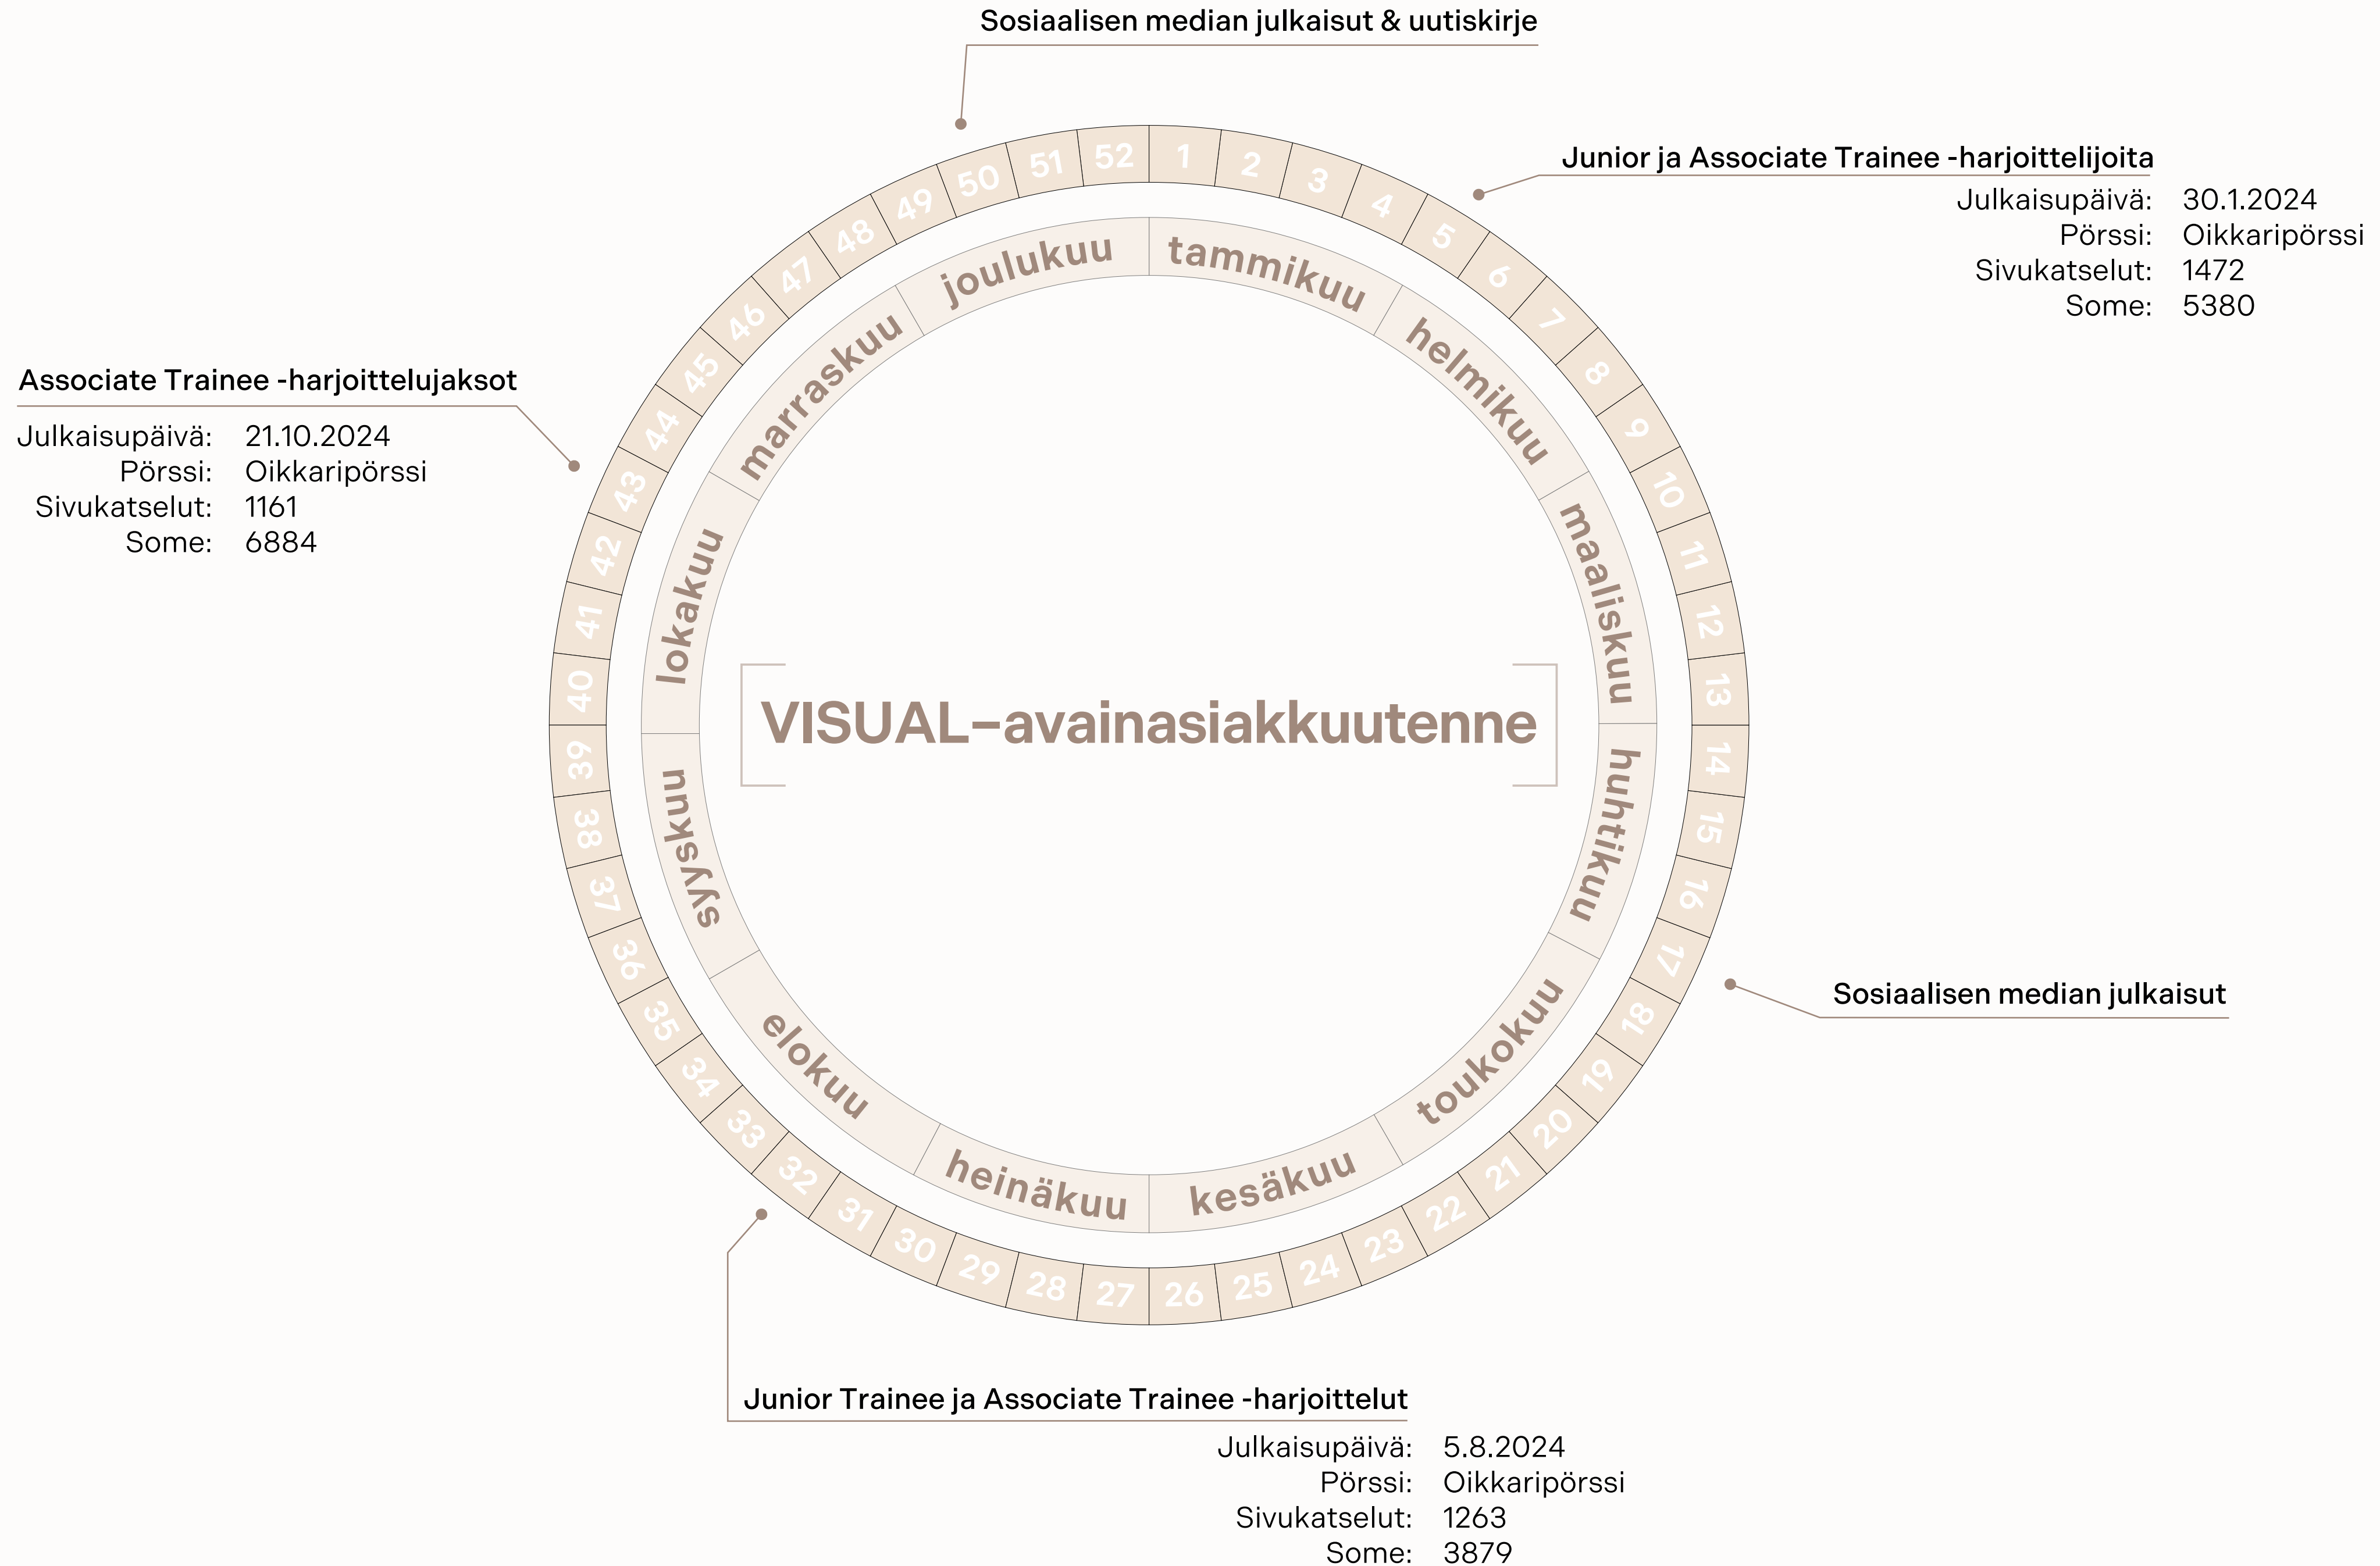 Sosiaalisen median julkaisut & uutiskirje
Junior ja Associate Trainee -harjoittelijoita
Julkaisupäivä: 30.1.2024
Pörssi: Oikkaripörssi
Sivukatselut: 1472
Some: 5380
Associate Trainee -harjoittelujaksot
Julkaisupäivä: 21.10.2024
Pörssi: Oikkaripörssi
Sivukatselut: 1161
Some: 6884
1
2
3
4
5
6
7
8
9
10
11
12
13
14
15
16
17
18
19
20
21
22
23
24
25
26
27
28
29
30
31
32
33
34
35
36
37
38
39
40
41
42
43
44
45
46
47
48
49
50
51
52
tammikuu
helmikuu
maaliskuu
huhtikuu
toukokuu
kesäkuu
heinäkuu
elokuu
syyskuu
lokakuu
marraskuu
joulukuu
VISUAL–avainasiakkuutenne
Sosiaalisen median julkaisut
Junior Trainee ja Associate Trainee -harjoittelut
Julkaisupäivä: 5.8.2024
Pörssi: Oikkaripörssi
Sivukatselut: 1263
Some: 3879